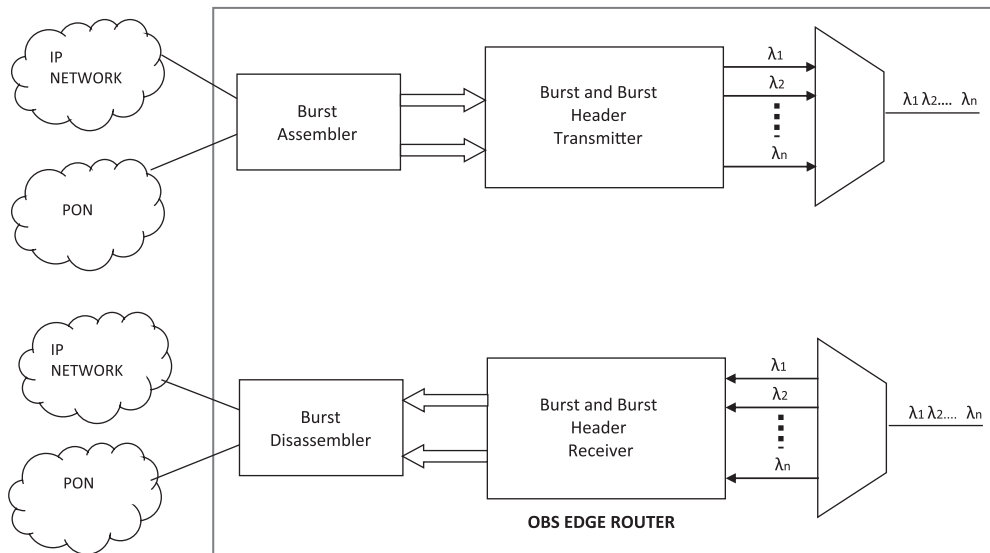 IP
NETWORK
PON
Burst
Assembler
Burst and Burst
Header
Transmitter
λ1
λ2
λn
λ1 λ2.... λn
IP
NETWORK
PON
Burst
Disassembler
Burst and Burst
Header
Receiver
λ1
λ2
λn
λ1 λ2.... λn
OBS EDGE ROUTER